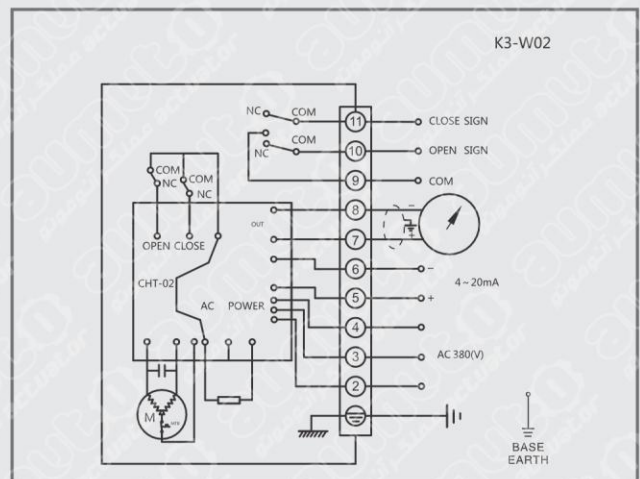 K3-W02
NC COM
11 CLOSE SIGN
COM
NC
10 OPEN SIGN
9 COM
COM
NC
COM
NC
8 −
OUT
7 +
OPEN CLOSE
6 −
4~20mA
CHT-02
5 +
AC POWER
4
3 AC 380(V)
2
M
BASE
EARTH